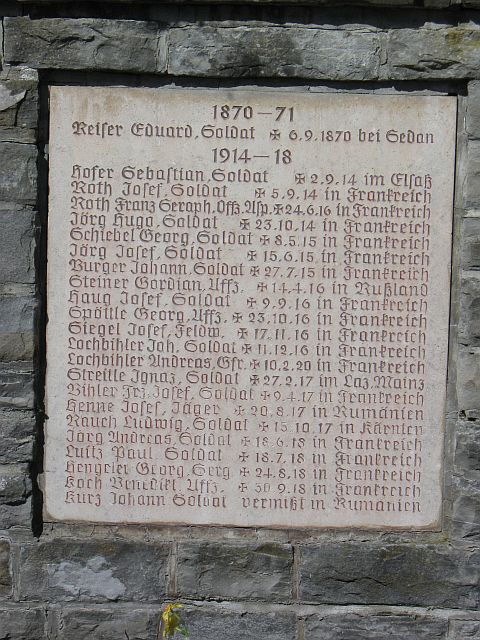 1870–71
Reiser Eduard, Soldat ✠ 6.9.1870 bei Sedan
1914–18
Hofer Sebastian, Soldat ✠ 2.9.14 im Elsaß
Roth Josef, Soldat ✠ 5.9.14 in Frankreich
Roth Franz Seraph, Offz. Asp. ✠ 24.6.16 in Frankreich
Jörg Hugo, Soldat ✠ 23.10.14 in Frankreich
Schiebel Georg, Soldat ✠ 8.5.15 in Frankreich
Jörg Josef, Soldat ✠ 15.6.15 in Frankreich
Burger Johann, Soldat ✠ 27.7.15 in Frankreich
Steiner Gordian, Uffz. ✠ 14.4.16 in Rußland
Haug Josef, Soldat ✠ 9.9.16 in Frankreich
Spöttle Georg, Uffz. ✠ 23.10.16 in Frankreich
Siegel Josef, Feldw. ✠ 17.11.16 in Frankreich
Lochbihler Joh., Soldat ✠ 11.12.16 in Frankreich
Lochbihler Andreas, Gfr. ✠ 10.2.20 in Frankreich
Streitle Ignaz, Soldat ✠ 27.2.17 im Laz. Mainz
Bihler Frz. Josef, Soldat ✠ 9.4.17 in Frankreich
Henne Josef, Jäger ✠ 20.8.17 in Rumänien
Rauch Ludwig, Soldat ✠ 15.10.17 in Kärnten
Jörg Andreas, Soldat ✠ 18.6.18 in Frankreich
Luitz Paul, Soldat ✠ 18.7.18 in Frankreich
Hengeler Georg, Serg ✠ 24.8.18 in Frankreich
Koch Benedikt, Uffz. ✠ 30.9.18 in Frankreich
Kurz Johann Soldat vermißt in Rumänien